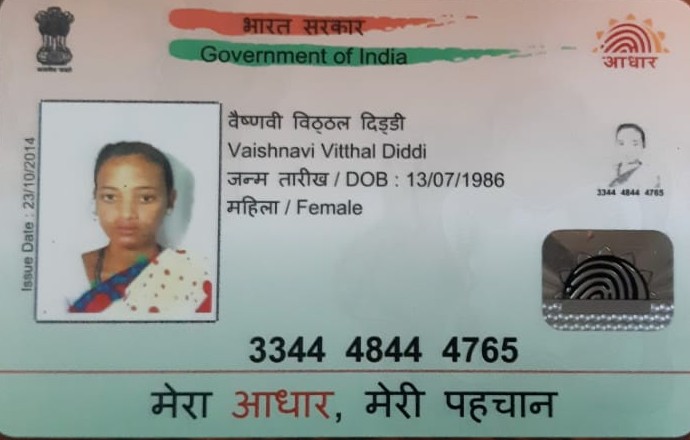 भारत सरकार
Government of India
आधार
वैष्णवी विठ्ठल दिड्डी
Vaishnavi Vitthal Diddi
जन्म तारीख / DOB : 13/07/1986
महिला / Female
Issue Date : 23/10/2014
3344 4844 4765
3344 4844 4765
मेरा आधार, मेरी पहचान